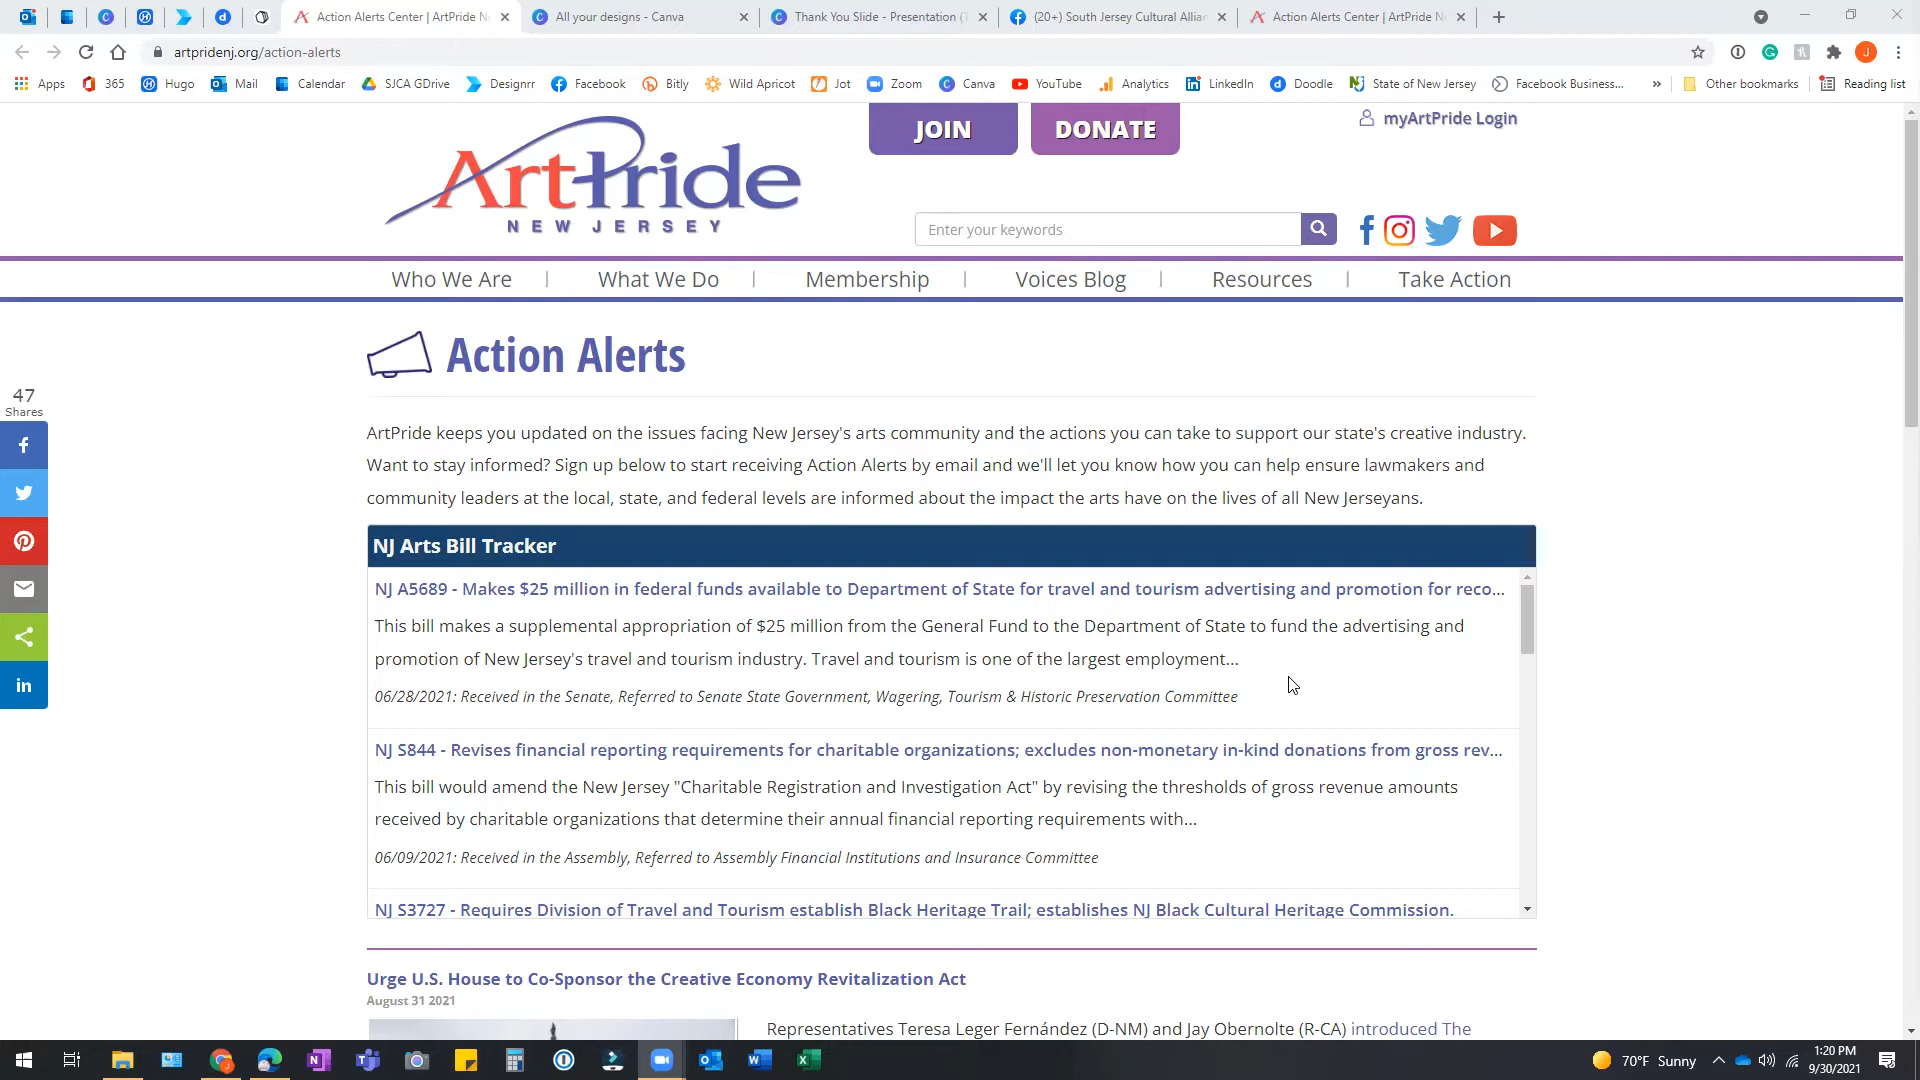 Action Alerts Center | ArtPride N
All your designs - Canva
Thank You Slide - Presentation (1
(20+) South Jersey Cultural Allian
Action Alerts Center | ArtPride N
artpridenj.org/action-alerts
Apps
365
Hugo
Mail
Calendar
SJCA GDrive
Designrr
Facebook
Bitly
Wild Apricot
Jot
Zoom
Canva
YouTube
Analytics
LinkedIn
Doodle
State of New Jersey
Facebook Business...
Other bookmarks
Reading list
JOIN
DONATE
myArtPride Login
ArtPride
NEW JERSEY
Enter your keywords
Who We Are | What We Do | Membership | Voices Blog | Resources | Take Action
Action Alerts
47
Shares
ArtPride keeps you updated on the issues facing New Jersey's arts community and the actions you can take to support our state's creative industry.
Want to stay informed? Sign up below to start receiving Action Alerts by email and we'll let you know how you can help ensure lawmakers and
community leaders at the local, state, and federal levels are informed about the impact the arts have on the lives of all New Jerseyans.
NJ Arts Bill Tracker
NJ A5689 - Makes $25 million in federal funds available to Department of State for travel and tourism advertising and promotion for reco...
This bill makes a supplemental appropriation of $25 million from the General Fund to the Department of State to fund the advertising and
promotion of New Jersey's travel and tourism industry. Travel and tourism is one of the largest employment...
06/28/2021: Received in the Senate, Referred to Senate State Government, Wagering, Tourism & Historic Preservation Committee
NJ S844 - Revises financial reporting requirements for charitable organizations; excludes non-monetary in-kind donations from gross rev...
This bill would amend the New Jersey "Charitable Registration and Investigation Act" by revising the thresholds of gross revenue amounts
received by charitable organizations that determine their annual financial reporting requirements with...
06/09/2021: Received in the Assembly, Referred to Assembly Financial Institutions and Insurance Committee
NJ S3727 - Requires Division of Travel and Tourism establish Black Heritage Trail; establishes NJ Black Cultural Heritage Commission.
Urge U.S. House to Co-Sponsor the Creative Economy Revitalization Act
August 31 2021
Representatives Teresa Leger Fernández (D-NM) and Jay Obernolte (R-CA) introduced The
70°F Sunny
1:20 PM
9/30/2021